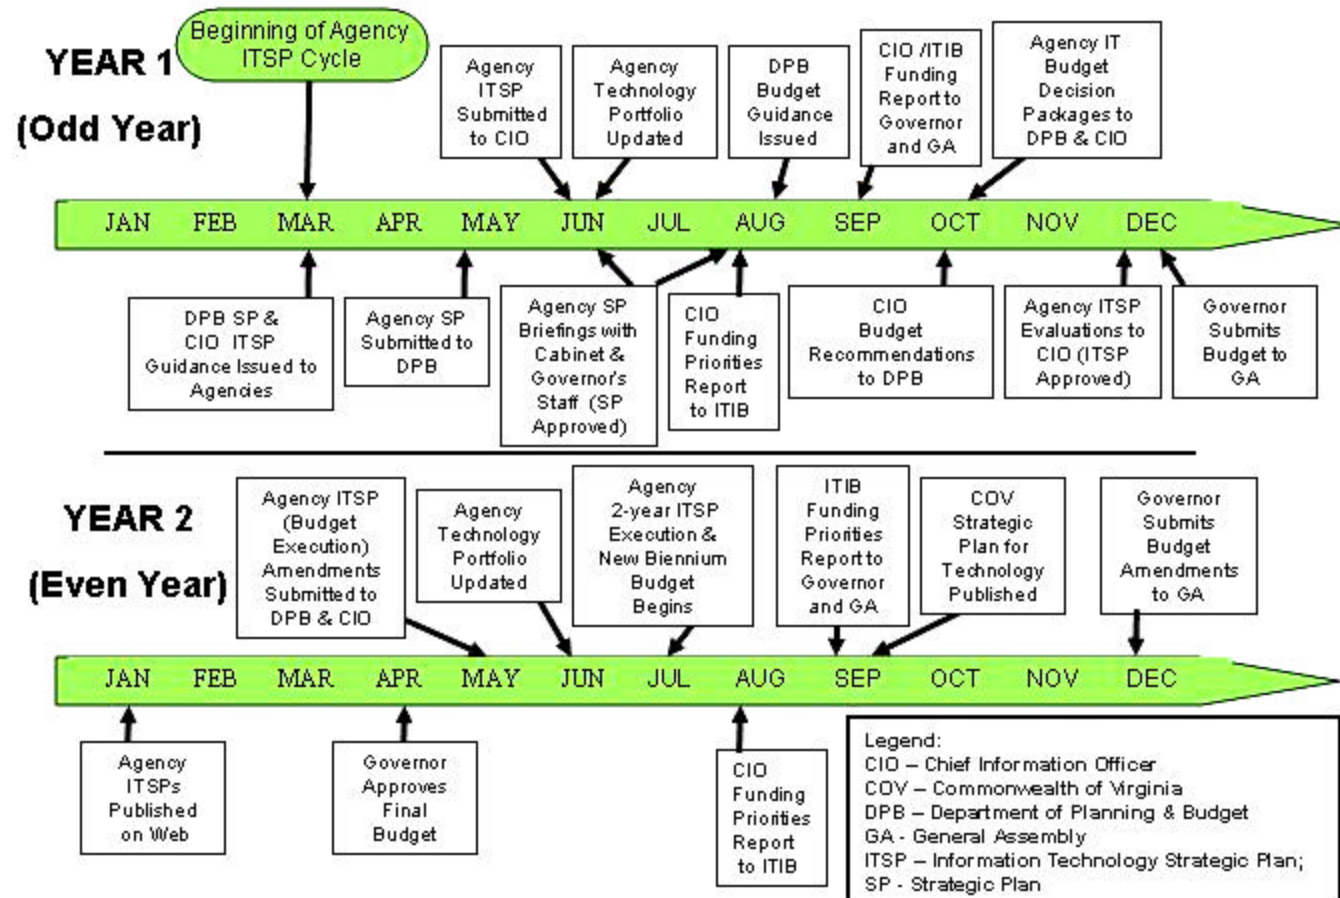 YEAR 1
(Odd Year)
Beginning of Agency
ITSP Cycle
Agency
ITSP
Submitted
to CIO
Agency
Technology
Portfolio
Updated
DPB
Budget
Guidance
Issued
CIO /ITIB
Funding
Report to
Governor
and GA
Agency IT
Budget
Decision
Packages to
DPB & CIO
JAN FEB MAR APR MAY JUN JUL AUG SEP OCT NOV DEC
DPB SP &
CIO ITSP
Guidance Issued to
Agencies
Agency SP
Submitted to
DPB
Agency SP
Briefings with
Cabinet &
Governor's
Staff (SP
Approved)
CIO
Funding
Priorities
Report
to ITIB
CIO
Budget
Recommendations
to DPB
Agency ITSP
Evaluations to
CIO (ITSP
Approved)
Governor
Submits
Budget to
GA
YEAR 2
(Even Year)
Agency ITSP
(Budget
Execution)
Amendments
Submitted to
DPB & CIO
Agency
Technology
Portfolio
Updated
Agency
2-year ITSP
Execution &
New Biennium
Budget
Begins
ITIB
Funding
Priorities
Report to
Governor
and GA
COV
Strategic
Plan for
Technology
Published
Governor
Submits
Budget
Amendments
to GA
JAN FEB MAR APR MAY JUN JUL AUG SEP OCT NOV DEC
Agency
ITSPs
Published
on Web
Governor
Approves
Final
Budget
CIO
Funding
Priorities
Report
to ITIB
Legend:
CIO – Chief Information Officer
COV – Commonwealth of Virginia
DPB – Department of Planning & Budget
GA - General Assembly
ITSP – Information Technology Strategic Plan;
SP - Strategic Plan